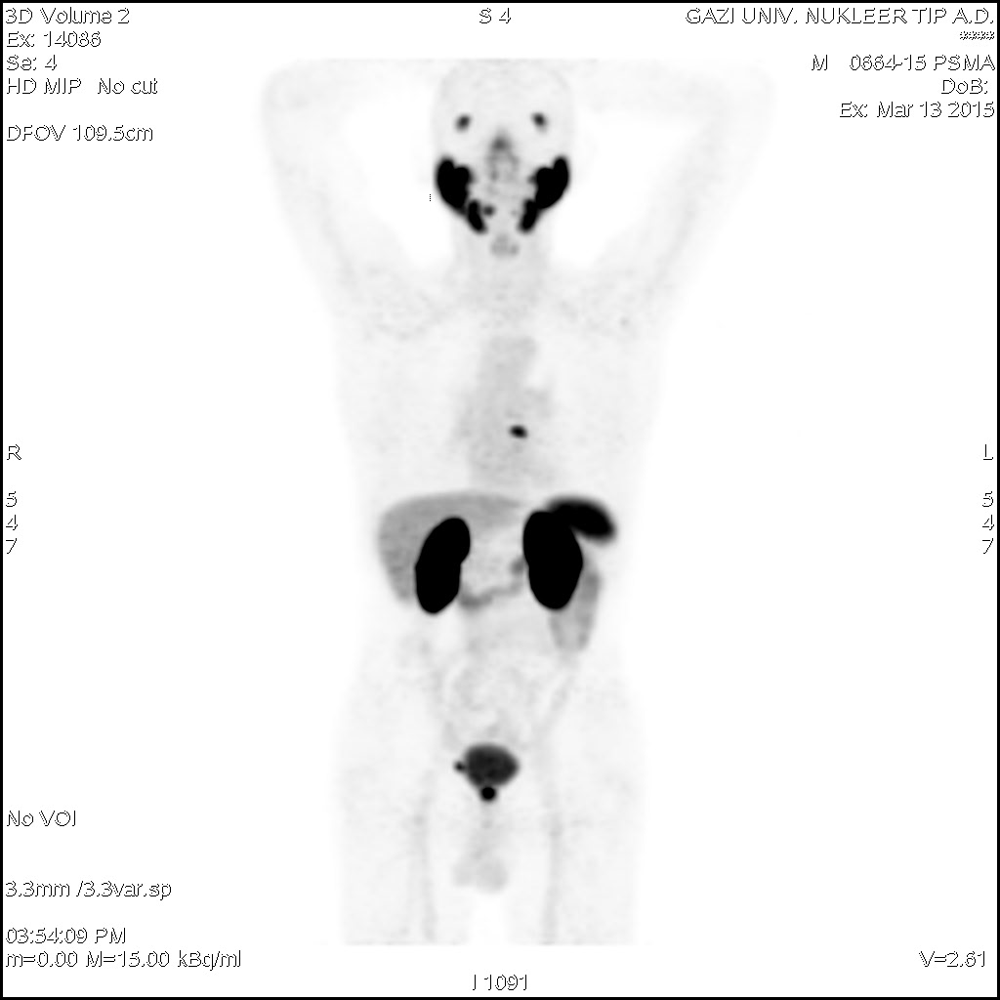 3D Volume 2
Ex: 14086
Se: 4
HD MIP No cut
DFOV 109.5cm
S 4
GAZI UNIV. NUKLEER TIP A.D.
****
M 0664-15 PSMA
DoB:
Ex: Mar 13 2015
R
L
5
4
7
5
4
7
No VOI
3.3mm /3.3var.sp
03:54:09 PM
m=0.00 M=15.00 kBq/ml
V=2.61
I 1091